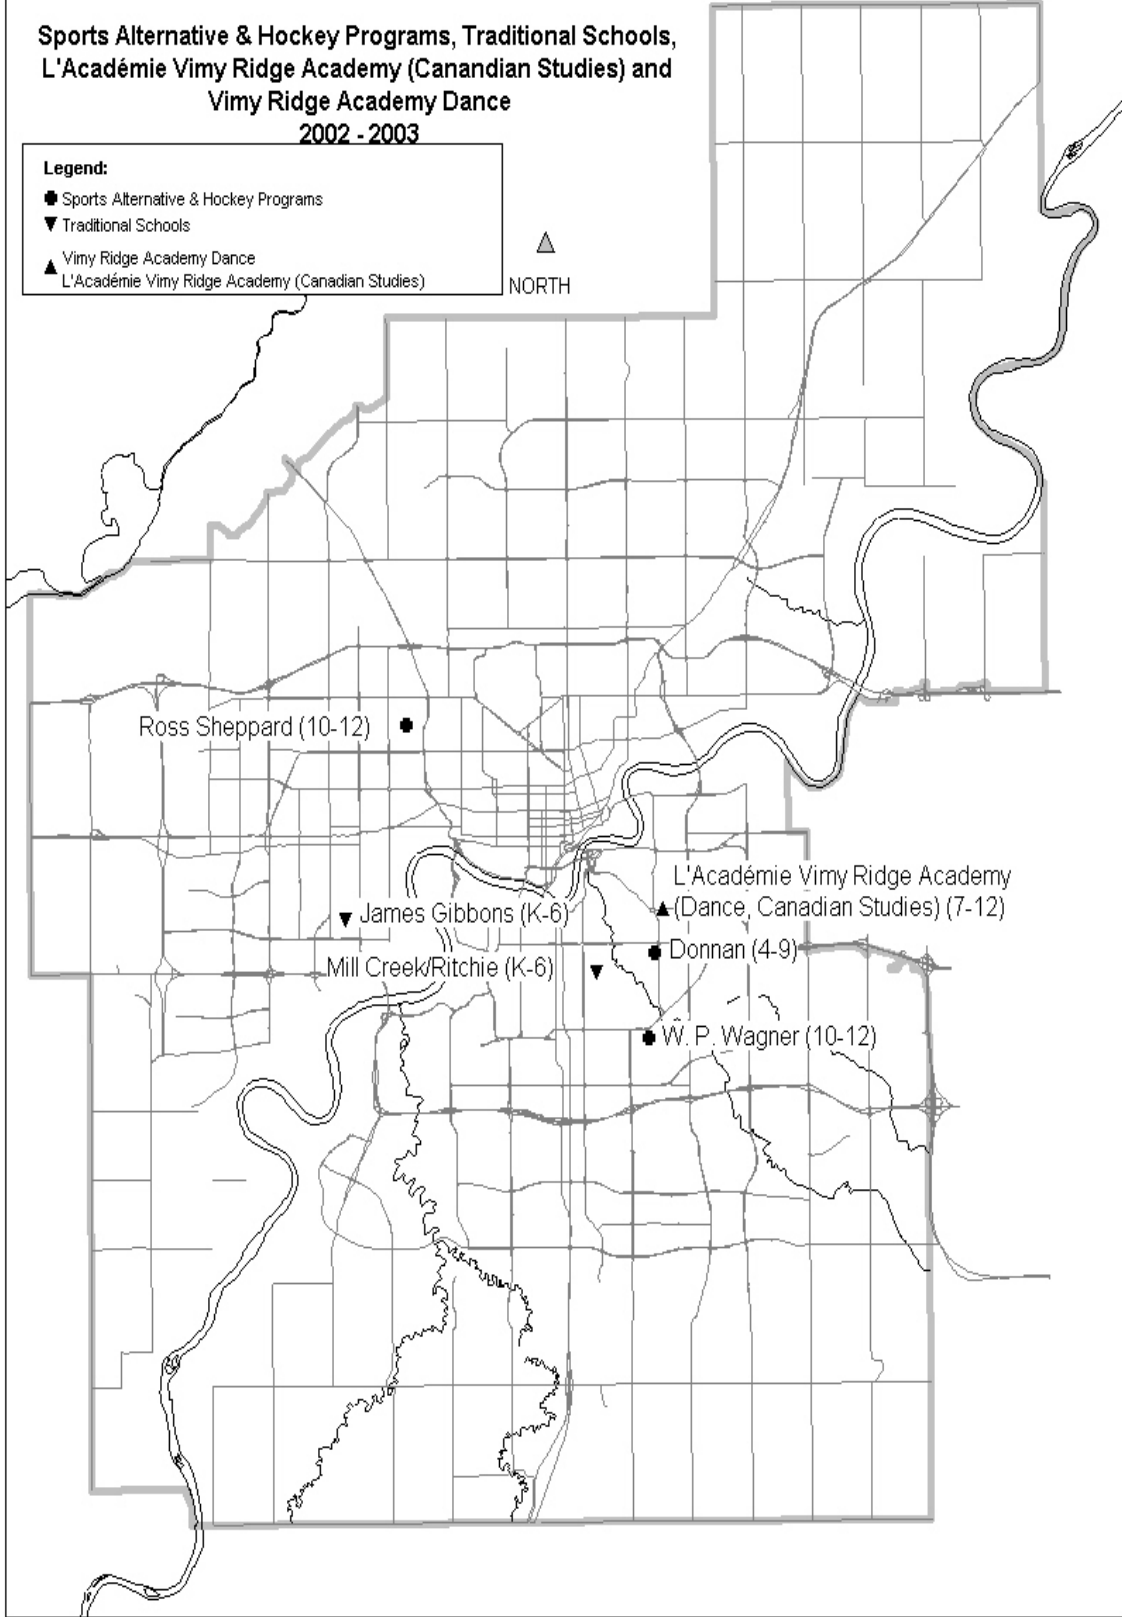 Sports Alternative & Hockey Programs, Traditional Schools,
L'Académie Vimy Ridge Academy (Canandian Studies) and
Vimy Ridge Academy Dance
2002 - 2003
Legend:
Sports Alternative & Hockey Programs
Traditional Schools
Vimy Ridge Academy Dance
L'Académie Vimy Ridge Academy (Canadian Studies)
NORTH
Ross Sheppard (10-12)
L'Académie Vimy Ridge Academy
(Dance, Canadian Studies) (7-12)
James Gibbons (K-6)
Donnan (4-9)
Mill Creek/Ritchie (K-6)
W. P. Wagner (10-12)